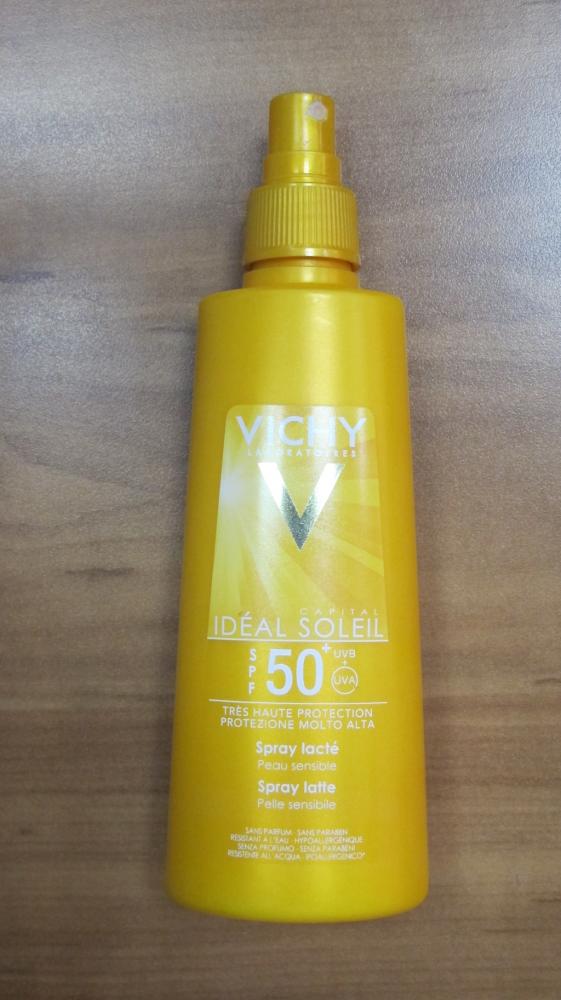 VICHY
LABORATOIRES
V
CAPITAL
IDÉAL SOLEIL
SPF 50+ UVB + UVA
TRÈS HAUTE PROTECTION
PROTEZIONE MOLTO ALTA
Spray lacté
Peau sensible
Spray latte
Pelle sensibile
SANS PARFUM · SANS PARABEN
RÉSISTANT À L'EAU · HYPOALLERGÉNIQUE
SENZA PROFUMO · SENZA PARABENI
RESISTENTE ALL'ACQUA · IPOALLERGENICO*